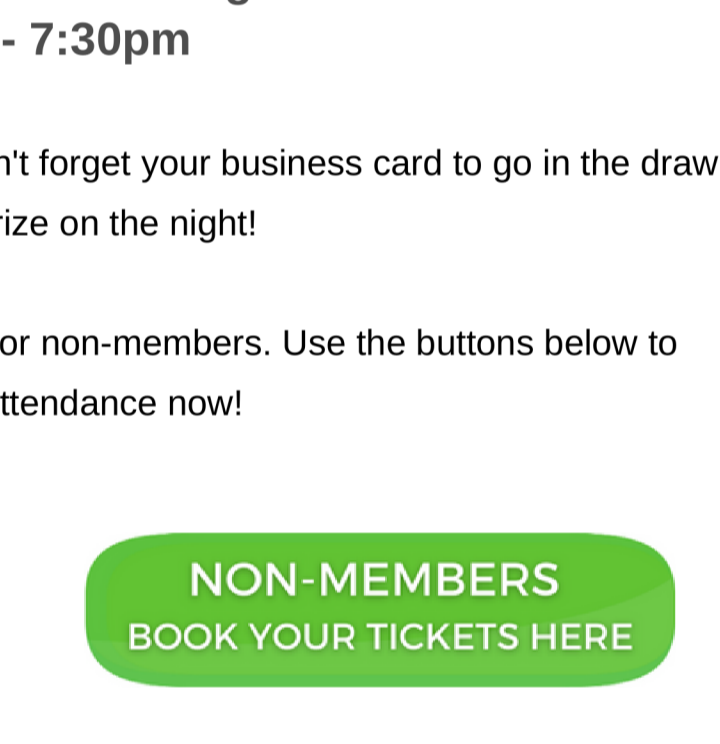 - 7:30pm
n't forget your business card to go in the draw
ize on the night!
or non-members. Use the buttons below to
ttendance now!
NON-MEMBERS
BOOK YOUR TICKETS HERE